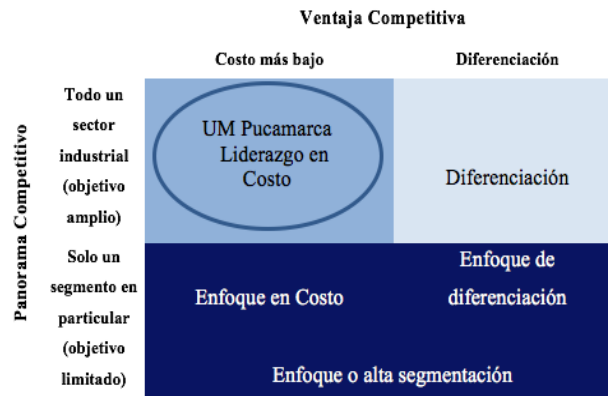 Ventaja Competitiva
Costo más bajo
Diferenciación
Panorama Competitivo
Todo un
sector
industrial
(objetivo
amplio)
UM Pucamarca
Liderazgo en
Costo
Diferenciación
Solo un
segmento en
particular
(objetivo
limitado)
Enfoque en Costo
Enfoque de
diferenciación
Enfoque o alta segmentación